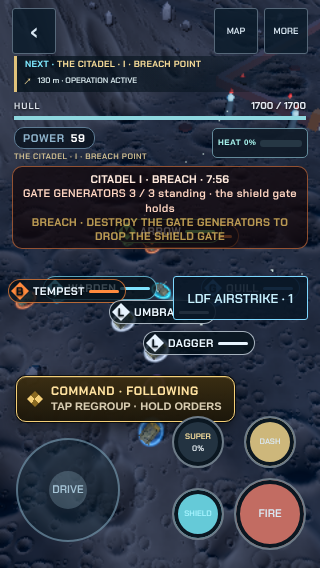 ‹
MAP
MORE
NEXT · THE CITADEL · I · BREACH POINT
130 m · OPERATION ACTIVE
HULL
1700 / 1700
POWER 59
HEAT 0%
THE CITADEL · I · BREACH POINT
CITADEL I · BREACH · 7:56
GATE GENERATORS 3 / 3 standing · the shield gate
holds
BREACH · DESTROY THE GATE GENERATORS TO
DROP THE SHIELD GATE
ARROW
WARDEN
QUILL
B TEMPEST
LDF AIRSTRIKE · 1
L UMBRA
L DAGGER
COMMAND · FOLLOWING
TAP REGROUP · HOLD ORDERS
SUPER
0%
DASH
DRIVE
SHIELD
FIRE